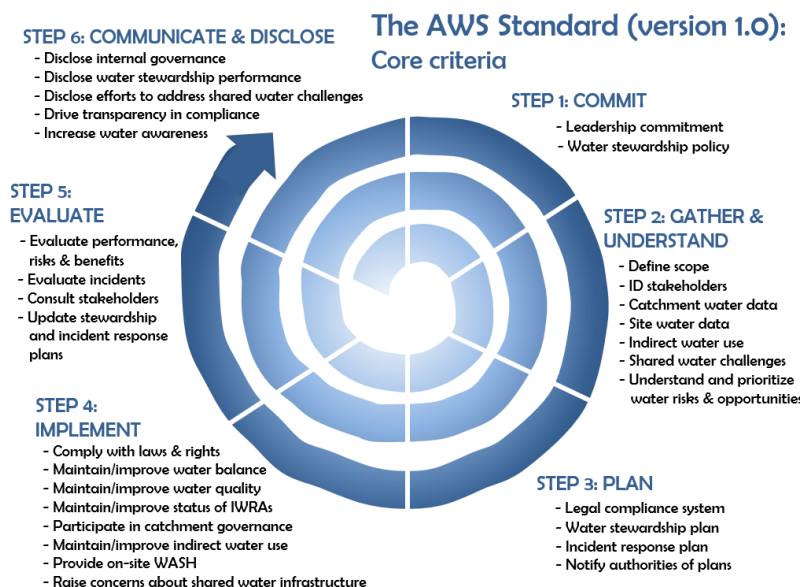 The AWS Standard (version 1.0):
Core criteria
STEP 1: COMMIT
- Leadership commitment
- Water stewardship policy
STEP 2: GATHER &
UNDERSTAND
- Define scope
- ID stakeholders
- Catchment water data
- Site water data
- Indirect water use
- Shared water challenges
- Understand and prioritize
water risks & opportunities
STEP 3: PLAN
- Legal compliance system
- Water stewardship plan
- Incident response plan
- Notify authorities of plans
STEP 4:
IMPLEMENT
- Comply with laws & rights
- Maintain/improve water balance
- Maintain/improve water quality
- Maintain/improve status of IWRAs
- Participate in catchment governance
- Maintain/improve indirect water use
- Provide on-site WASH
- Raise concerns about shared water infrastructure
STEP 5:
EVALUATE
- Evaluate performance,
risks & benefits
- Evaluate incidents
- Consult stakeholders
- Update stewardship
and incident response
plans
STEP 6: COMMUNICATE & DISCLOSE
- Disclose internal governance
- Disclose water stewardship performance
- Disclose efforts to address shared water challenges
- Drive transparency in compliance
- Increase water awareness